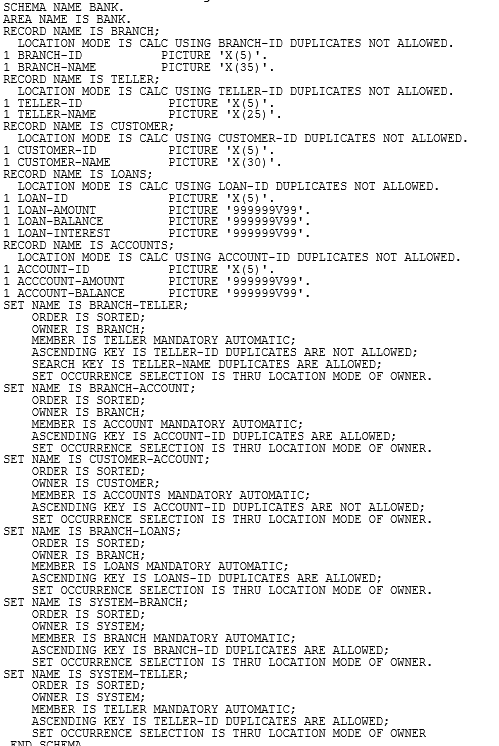 SCHEMA NAME BANK.
AREA NAME IS BANK.
RECORD NAME IS BRANCH;
LOCATION MODE IS CALC USING BRANCH-ID DUPLICATES NOT ALLOWED.
1 BRANCH-ID PICTURE 'X(5)'.
1 BRANCH-NAME PICTURE 'X(35)'.
RECORD NAME IS TELLER;
LOCATION MODE IS CALC USING TELLER-ID DUPLICATES NOT ALLOWED.
1 TELLER-ID PICTURE 'X(5)'.
1 TELLER-NAME PICTURE 'X(25)'.
RECORD NAME IS CUSTOMER;
LOCATION MODE IS CALC USING CUSTOMER-ID DUPLICATES NOT ALLOWED.
1 CUSTOMER-ID PICTURE 'X(5)'.
1 CUSTOMER-NAME PICTURE 'X(30)'.
RECORD NAME IS LOANS;
LOCATION MODE IS CALC USING LOAN-ID DUPLICATES NOT ALLOWED.
1 LOAN-ID PICTURE 'X(5)'.
1 LOAN-AMOUNT PICTURE '999999V99'.
1 LOAN-BALANCE PICTURE '999999V99'.
1 LOAN-INTEREST PICTURE '999999V99'.
RECORD NAME IS ACCOUNTS;
LOCATION MODE IS CALC USING ACCOUNT-ID DUPLICATES NOT ALLOWED.
1 ACCOUNT-ID PICTURE 'X(5)'.
1 ACCCOUNT-AMOUNT PICTURE '999999V99'.
1 ACCOUNT-BALANCE PICTURE '999999V99'.
SET NAME IS BRANCH-TELLER;
ORDER IS SORTED;
OWNER IS BRANCH;
MEMBER IS TELLER MANDATORY AUTOMATIC;
ASCENDING KEY IS TELLER-ID DUPLICATES ARE NOT ALLOWED;
SEARCH KEY IS TELLER-NAME DUPLICATES ARE ALLOWED;
SET OCCURRENCE SELECTION IS THRU LOCATION MODE OF OWNER.
SET NAME IS BRANCH-ACCOUNT;
ORDER IS SORTED;
OWNER IS BRANCH;
MEMBER IS ACCOUNT MANDATORY AUTOMATIC;
ASCENDING KEY IS ACCOUNT-ID DUPLICATES ARE ALLOWED;
SET OCCURRENCE SELECTION IS THRU LOCATION MODE OF OWNER.
SET NAME IS CUSTOMER-ACCOUNT;
ORDER IS SORTED;
OWNER IS CUSTOMER;
MEMBER IS ACCOUNTS MANDATORY AUTOMATIC;
ASCENDING KEY IS ACCOUNT-ID DUPLICATES ARE NOT ALLOWED;
SET OCCURRENCE SELECTION IS THRU LOCATION MODE OF OWNER.
SET NAME IS BRANCH-LOANS;
ORDER IS SORTED;
OWNER IS BRANCH;
MEMBER IS LOANS MANDATORY AUTOMATIC;
ASCENDING KEY IS LOANS-ID DUPLICATES ARE ALLOWED;
SET OCCURRENCE SELECTION IS THRU LOCATION MODE OF OWNER.
SET NAME IS SYSTEM-BRANCH;
ORDER IS SORTED;
OWNER IS SYSTEM;
MEMBER IS BRANCH MANDATORY AUTOMATIC;
ASCENDING KEY IS BRANCH-ID DUPLICATES ARE ALLOWED;
SET OCCURRENCE SELECTION IS THRU LOCATION MODE OF OWNER.
SET NAME IS SYSTEM-TELLER;
ORDER IS SORTED;
OWNER IS SYSTEM;
MEMBER IS TELLER MANDATORY AUTOMATIC;
ASCENDING KEY IS TELLER-ID DUPLICATES ARE ALLOWED;
SET OCCURRENCE SELECTION IS THRU LOCATION MODE OF OWNER
END SCHEMA